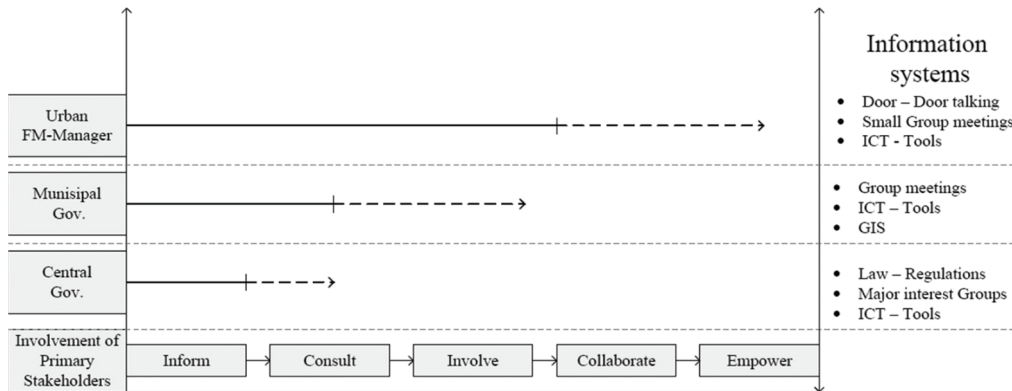 Information
systems
Urban
FM-Manager
• Door – Door talking
• Small Group meetings
• ICT - Tools
Munisipal
Gov.
• Group meetings
• ICT – Tools
• GIS
Central
Gov.
• Law – Regulations
• Major interest Groups
• ICT – Tools
Involvement of
Primary
Stakeholders
Inform
Consult
Involve
Collaborate
Empower